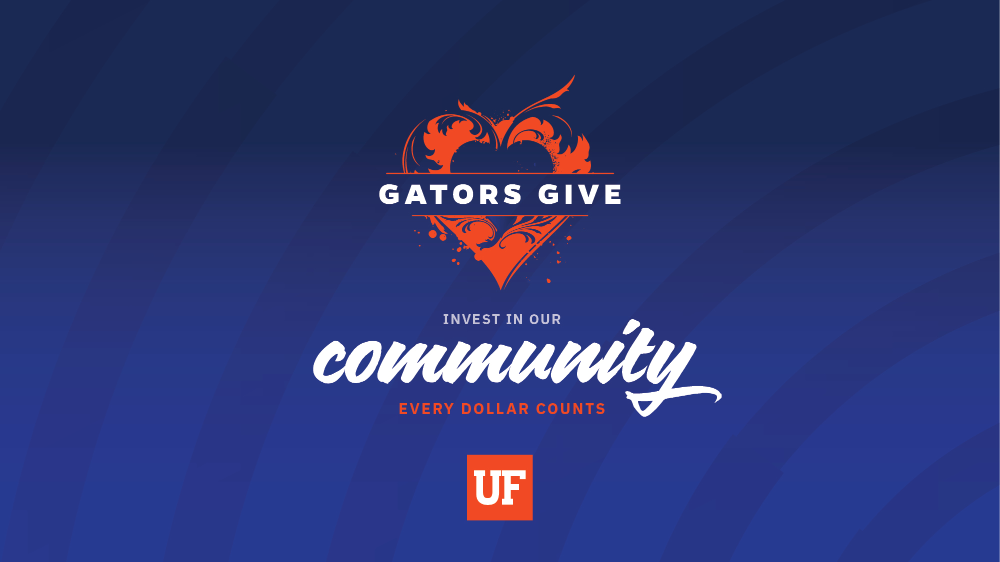 GATORS GIVE
INVEST IN OUR
community
EVERY DOLLAR COUNTS
UF